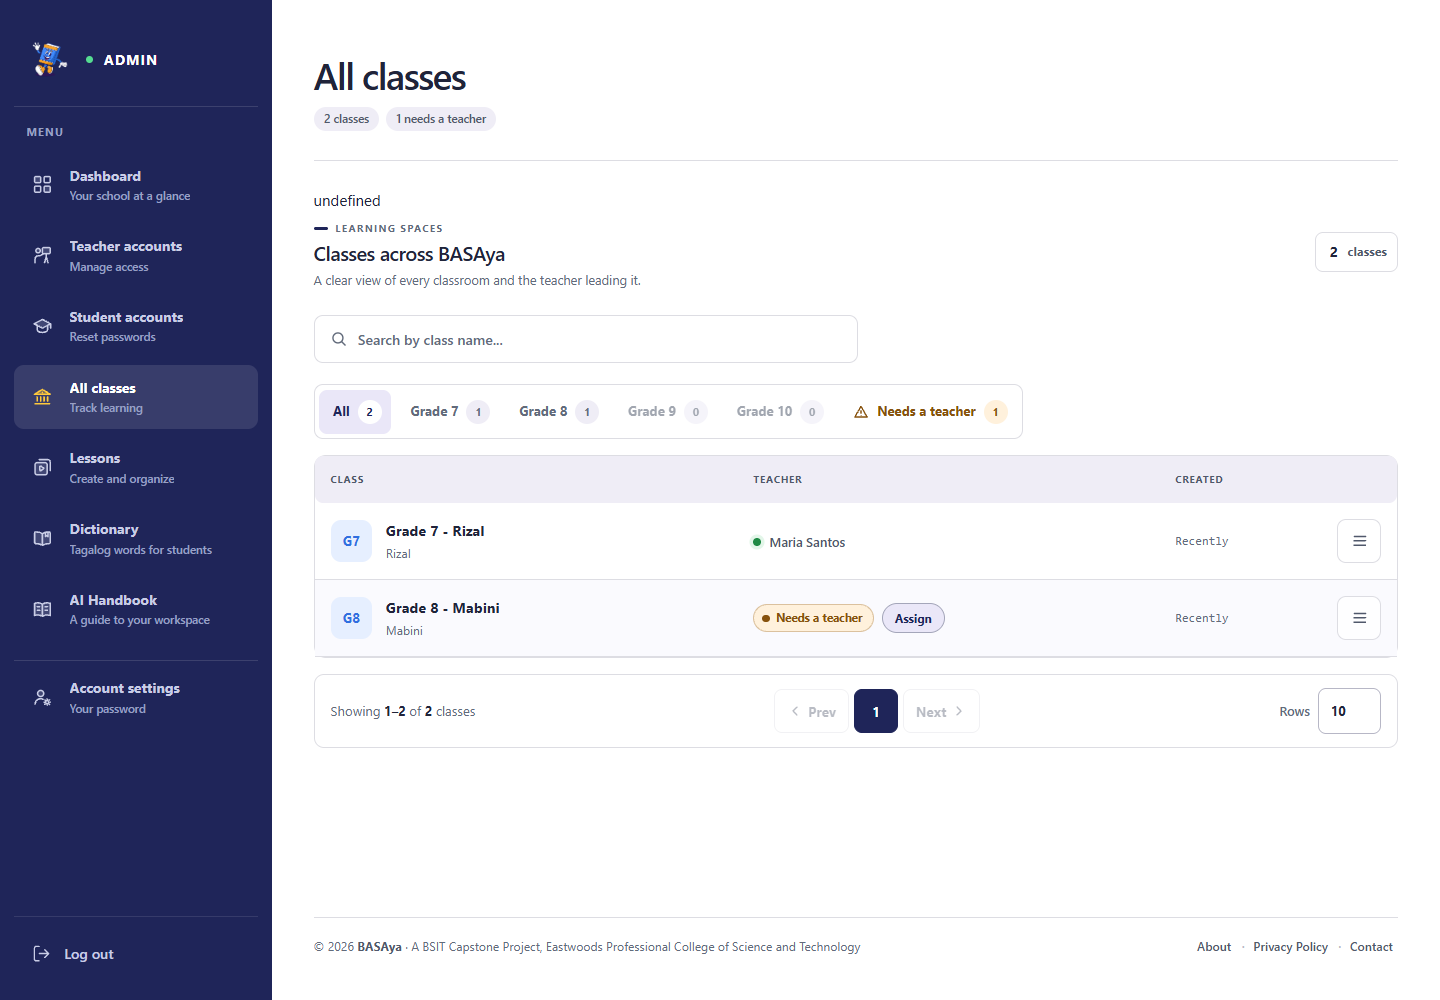 ADMIN
MENU
Dashboard
Your school at a glance
Teacher accounts
Manage access
Student accounts
Reset passwords
All classes
Track learning
Lessons
Create and organize
Dictionary
Tagalog words for students
AI Handbook
A guide to your workspace
Account settings
Your password
Log out
All classes
2 classes 1 needs a teacher
undefined
LEARNING SPACES
Classes across BASAya
A clear view of every classroom and the teacher leading it.
2 classes
Search by class name...
All 2 Grade 7 1 Grade 8 1 Grade 9 0 Grade 10 0 Needs a teacher 1
CLASS TEACHER CREATED
G7 Grade 7 - Rizal
Rizal
Maria Santos
Recently
G8 Grade 8 - Mabini
Mabini
Needs a teacher Assign
Recently
Showing 1–2 of 2 classes
Prev 1 Next
Rows 10
© 2026 BASAya · A BSIT Capstone Project, Eastwoods Professional College of Science and Technology
About · Privacy Policy · Contact